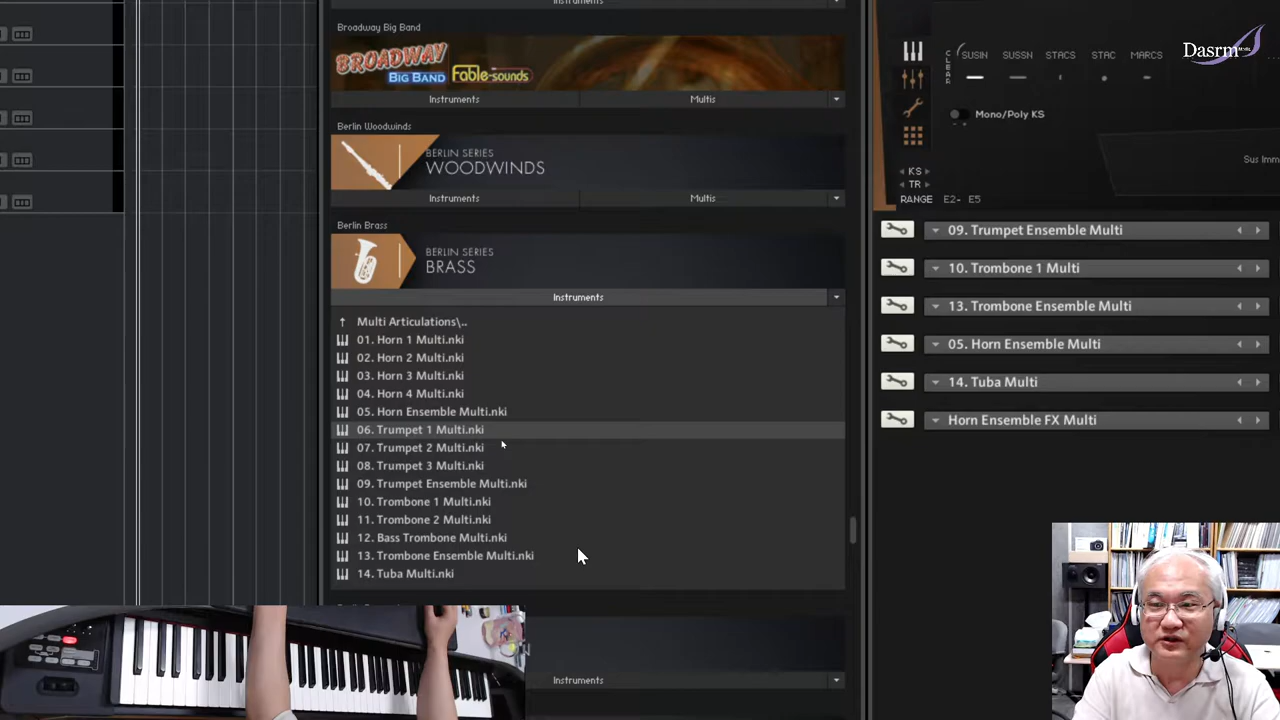 Instruments
Broadway Big Band
BROADWAY
BIG BAND Fable-sounds
Instruments Multis
Berlin Woodwinds
BERLIN SERIES
WOODWINDS
Instruments Multis
Berlin Brass
BERLIN SERIES
BRASS
Instruments
Multi Articulations\..
01. Horn 1 Multi.nki
02. Horn 2 Multi.nki
03. Horn 3 Multi.nki
04. Horn 4 Multi.nki
05. Horn Ensemble Multi.nki
06. Trumpet 1 Multi.nki
07. Trumpet 2 Multi.nki
08. Trumpet 3 Multi.nki
09. Trumpet Ensemble Multi.nki
10. Trombone 1 Multi.nki
11. Trombone 2 Multi.nki
12. Bass Trombone Multi.nki
13. Trombone Ensemble Multi.nki
14. Tuba Multi.nki
Instruments
CLEAR
SUSIN SUSSN STACS STAC MARCS
Dasrm
Mono/Poly KS
Sus Imm
KS
TR
RANGE E2- E5
09. Trumpet Ensemble Multi
10. Trombone 1 Multi
13. Trombone Ensemble Multi
05. Horn Ensemble Multi
14. Tuba Multi
Horn Ensemble FX Multi